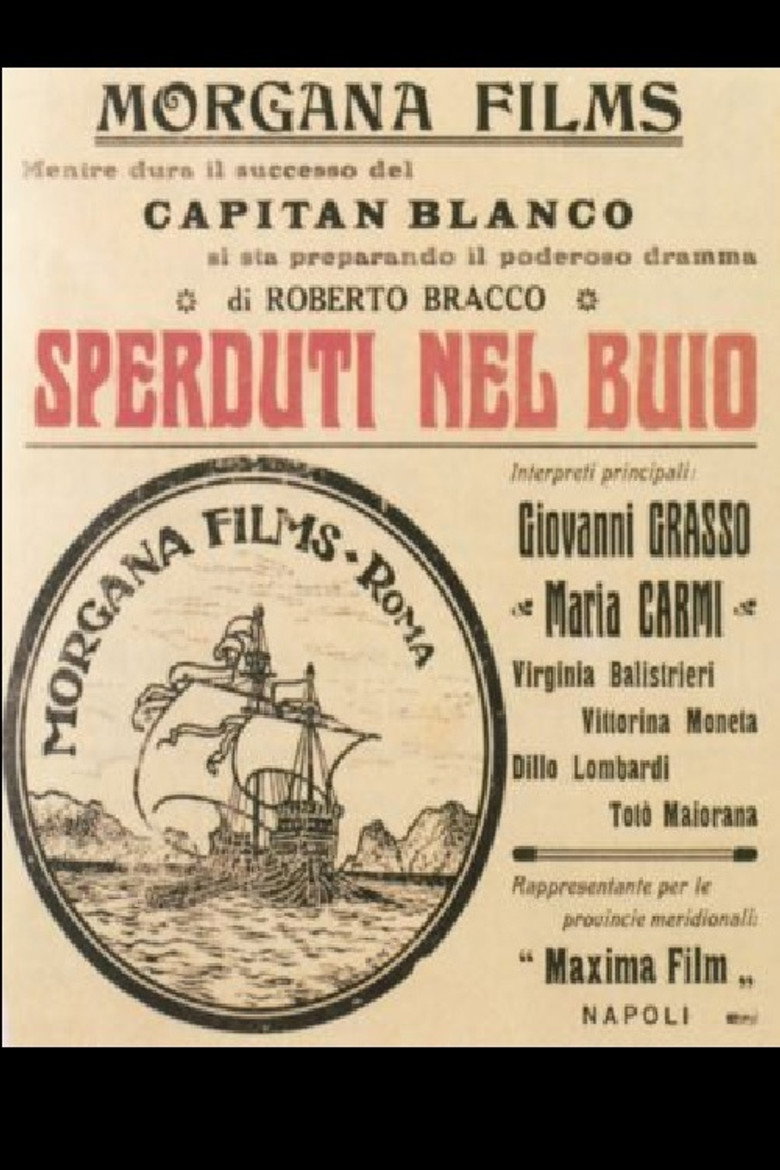 MORGANA FILMS
Mentre dura il successo del
CAPITAN BLANCO
si sta preparando il poderoso dramma
di ROBERTO BRACCO
SPERDUTI NEL BUIO
MORGANA FILMS • ROMA
Interpreti principali:
Giovanni GRASSO
Maria CARMI
Virginia Balistrieri
Vittorina Moneta
Dillo Lombardi
Totò Maiorana
Rappresentante per le
provincie meridionali:
“ Maxima Film „
NAPOLI